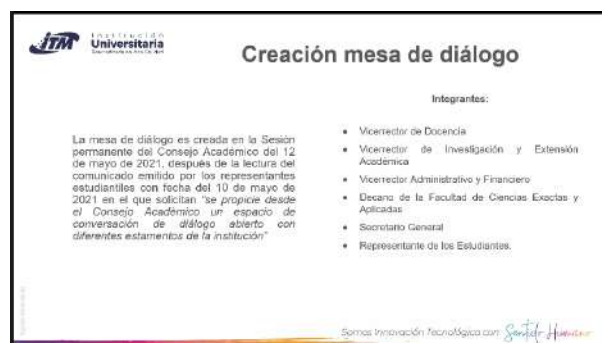 iTM
Institución
Universitaria
Creación mesa de diálogo
La mesa de diálogo es creada en la Sesión
permanente del Consejo Académico del 12
de mayo de 2021, después de la lectura del
comunicado emitido por los representantes
estudiantiles con fecha del 10 de mayo de
2021 en el que solicitan "se propicie desde
el Consejo Académico un espacio de
conversación de diálogo abierto con
diferentes estamentos de la institución"
Integrantes:
• Vicerrector de Docencia
• Vicerrector de Investigación y Extensión
Académica
• Vicerrector Administrativo y Financiero
• Decano de la Facultad de Ciencias Exactas y
Aplicadas
• Secretario General
• Representante de los Estudiantes.
Somos Innovación Tecnológica con Sentido Humano